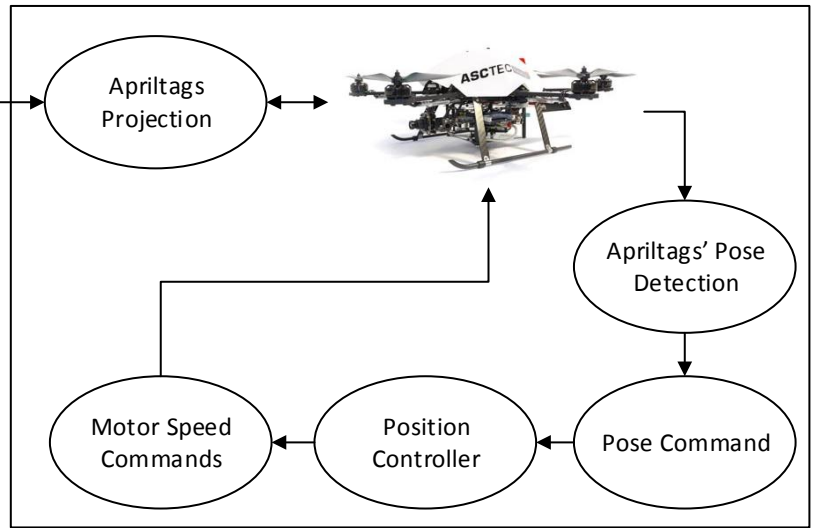 Apriltags
Projection
ASCTEC
Apriltags’ Pose
Detection
Motor Speed
Commands
Position
Controller
Pose Command